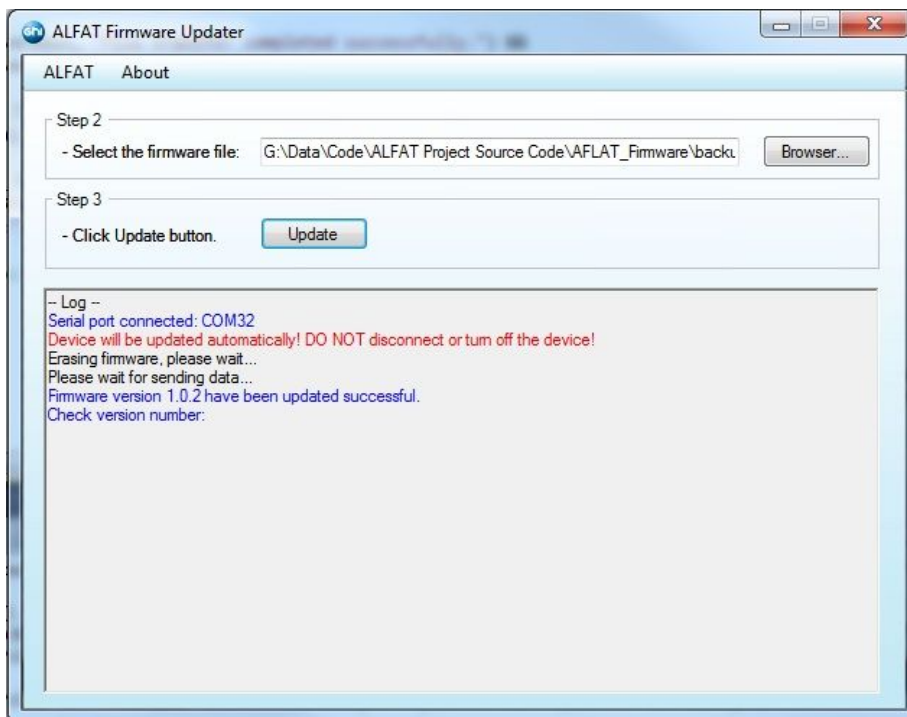 GHI ALFAT Firmware Updater
ALFAT About
Step 2
- Select the firmware file: G:\Data\Code\ALFAT Project Source Code\AFLAT_Firmware\backu Browser...
Step 3
- Click Update button. Update
-- Log --
Serial port connected: COM32
Device will be updated automatically! DO NOT disconnect or turn off the device!
Erasing firmware, please wait...
Please wait for sending data...
Firmware version 1.0.2 have been updated successful.
Check version number: